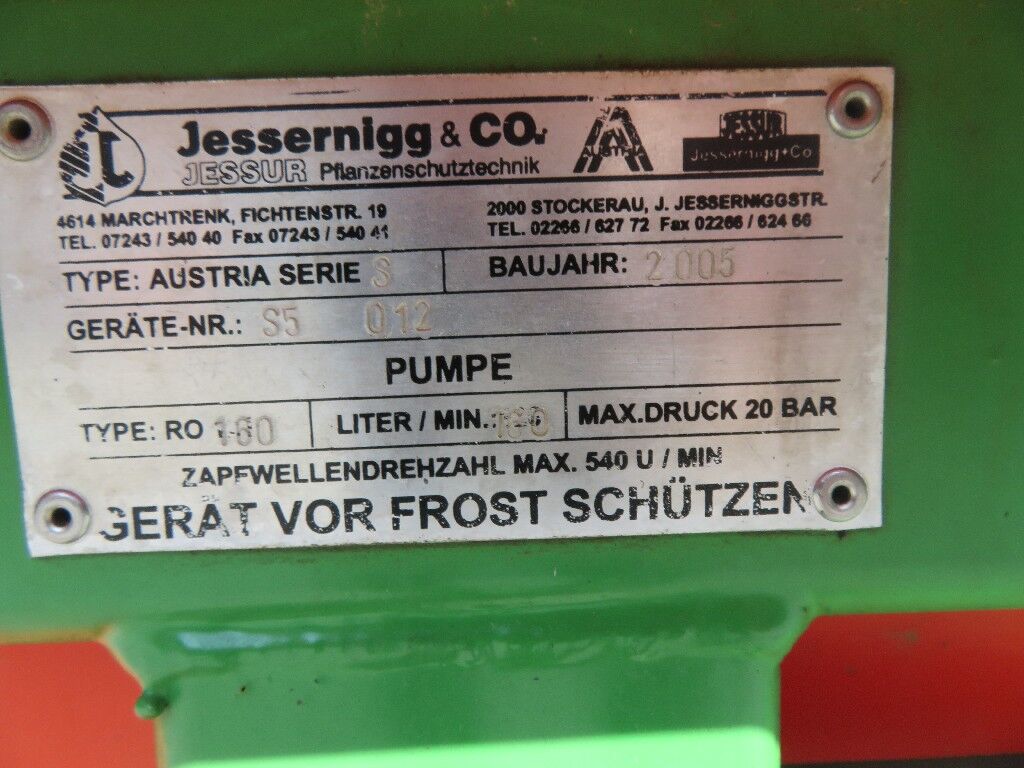 Jessernigg & CO.
JESSUR Pflanzenschutztechnik
AUSTRIA
JESSUR
Jessernigg+Co
4614 MARCHTRENK, FICHTENSTR. 19
TEL. 07243 / 540 40 Fax 07243 / 540 41
2000 STOCKERAU, J. JESSERNIGGSTR.
TEL. 02266 / 627 72 Fax 02266 / 624 66
TYPE: AUSTRIA SERIE S
BAUJAHR: 2005
GERÄTE-NR.: S5 012
PUMPE
TYPE: RO 160
LITER / MIN.: 160
MAX.DRUCK 20 BAR
ZAPFWELLENDREHZAHL MAX. 540 U / MIN
GERÄT VOR FROST SCHÜTZEN